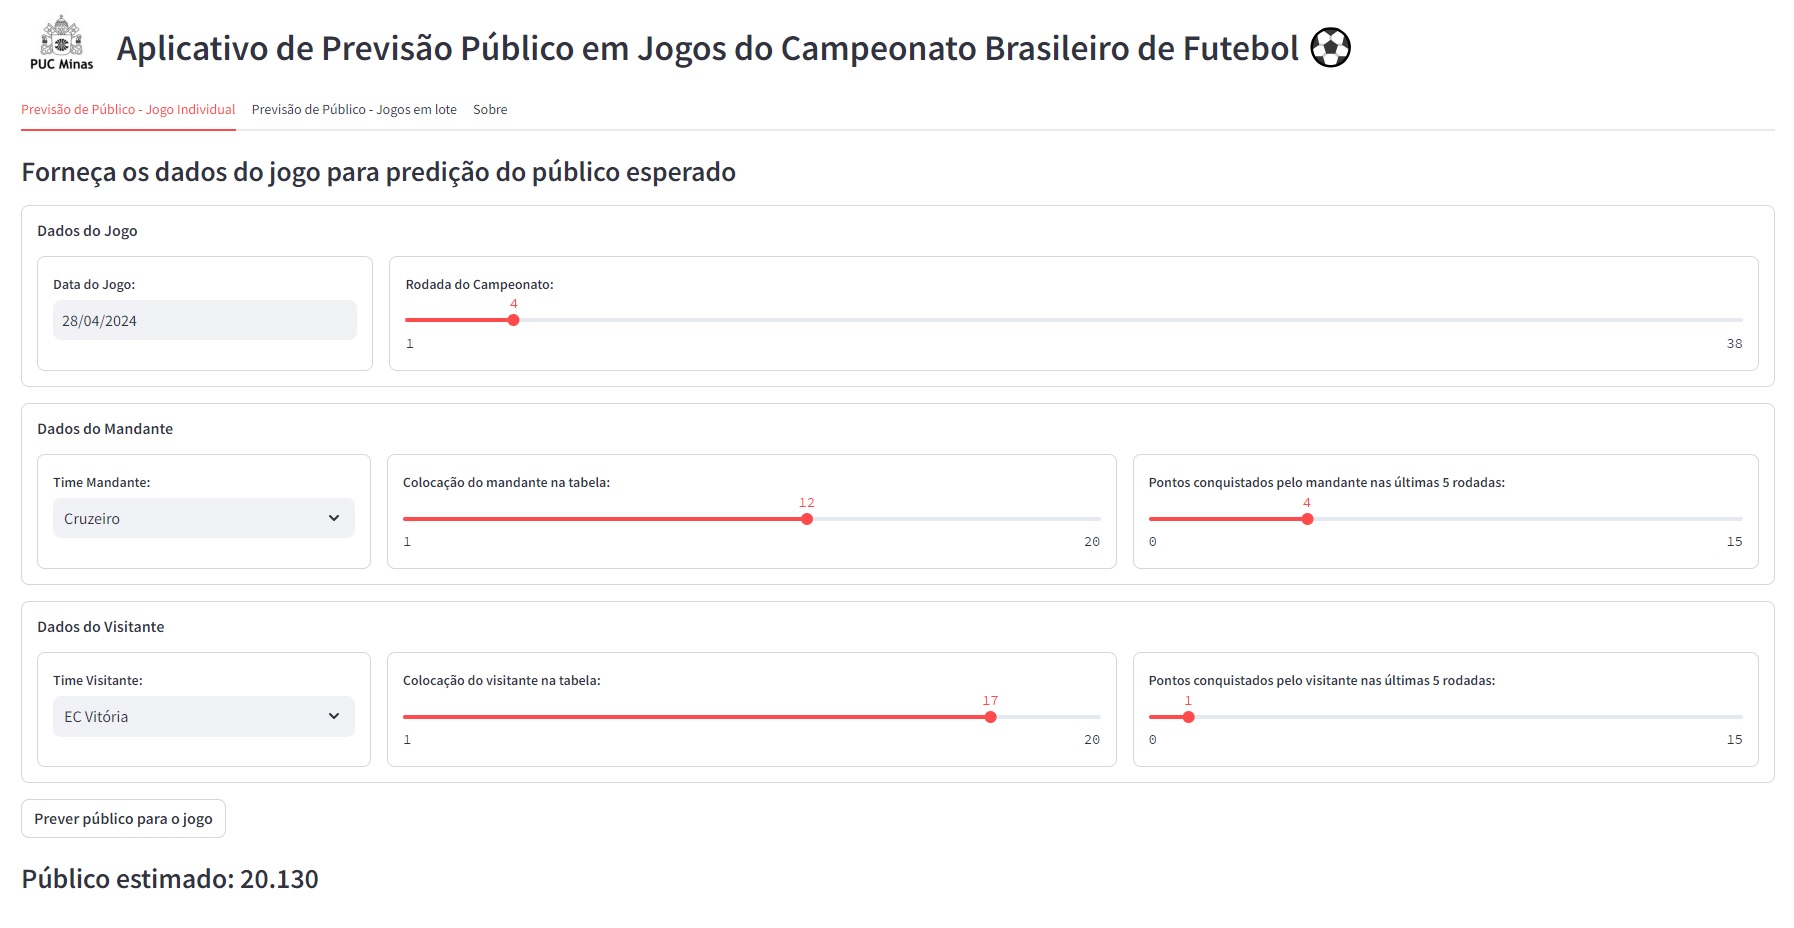 PUC Minas
Aplicativo de Previsão Público em Jogos do Campeonato Brasileiro de Futebol
Previsão de Público - Jogo Individual Previsão de Público - Jogos em lote Sobre
Forneça os dados do jogo para predição do público esperado
Dados do Jogo
Data do Jogo:
28/04/2024
Rodada do Campeonato:
4
1 38
Dados do Mandante
Time Mandante:
Cruzeiro
Colocação do mandante na tabela:
12
1 20
Pontos conquistados pelo mandante nas últimas 5 rodadas:
4
0 15
Dados do Visitante
Time Visitante:
EC Vitória
Colocação do visitante na tabela:
17
1 20
Pontos conquistados pelo visitante nas últimas 5 rodadas:
1
0 15
Prever público para o jogo
Público estimado: 20.130